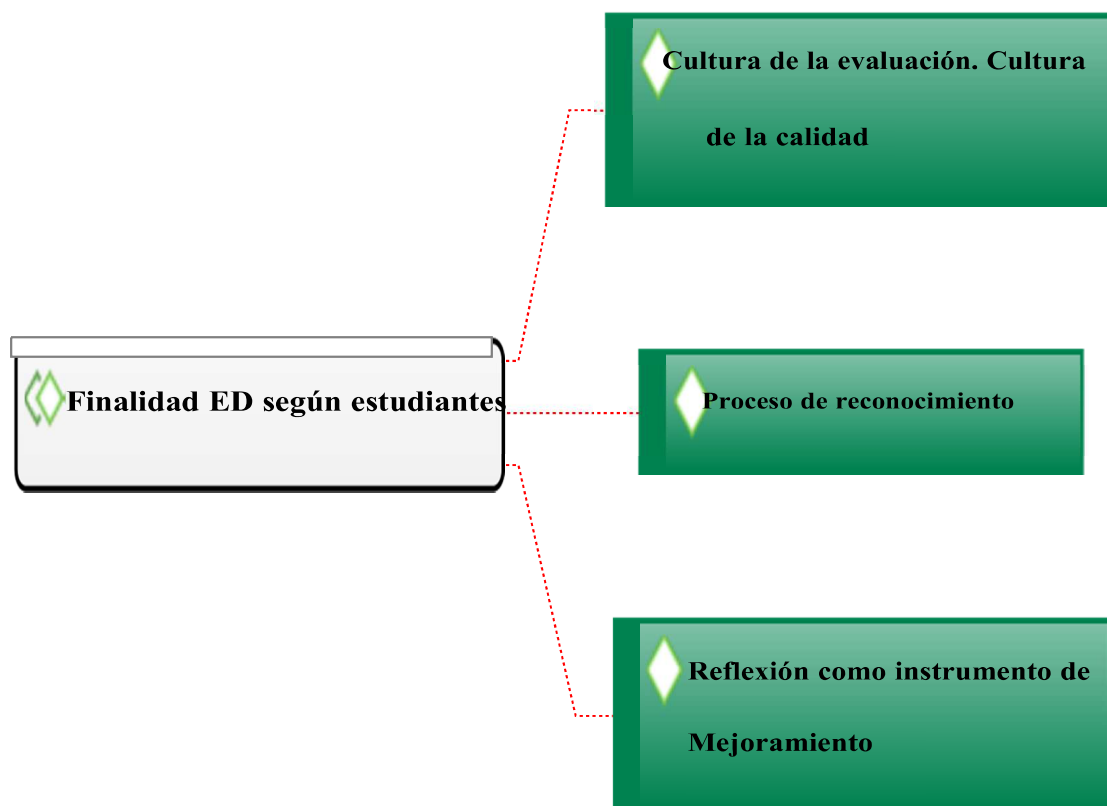 Cultura de la evaluación. Cultura
de la calidad
Finalidad ED según estudiantes
Proceso de reconocimiento
Reflexión como instrumento de
Mejoramiento